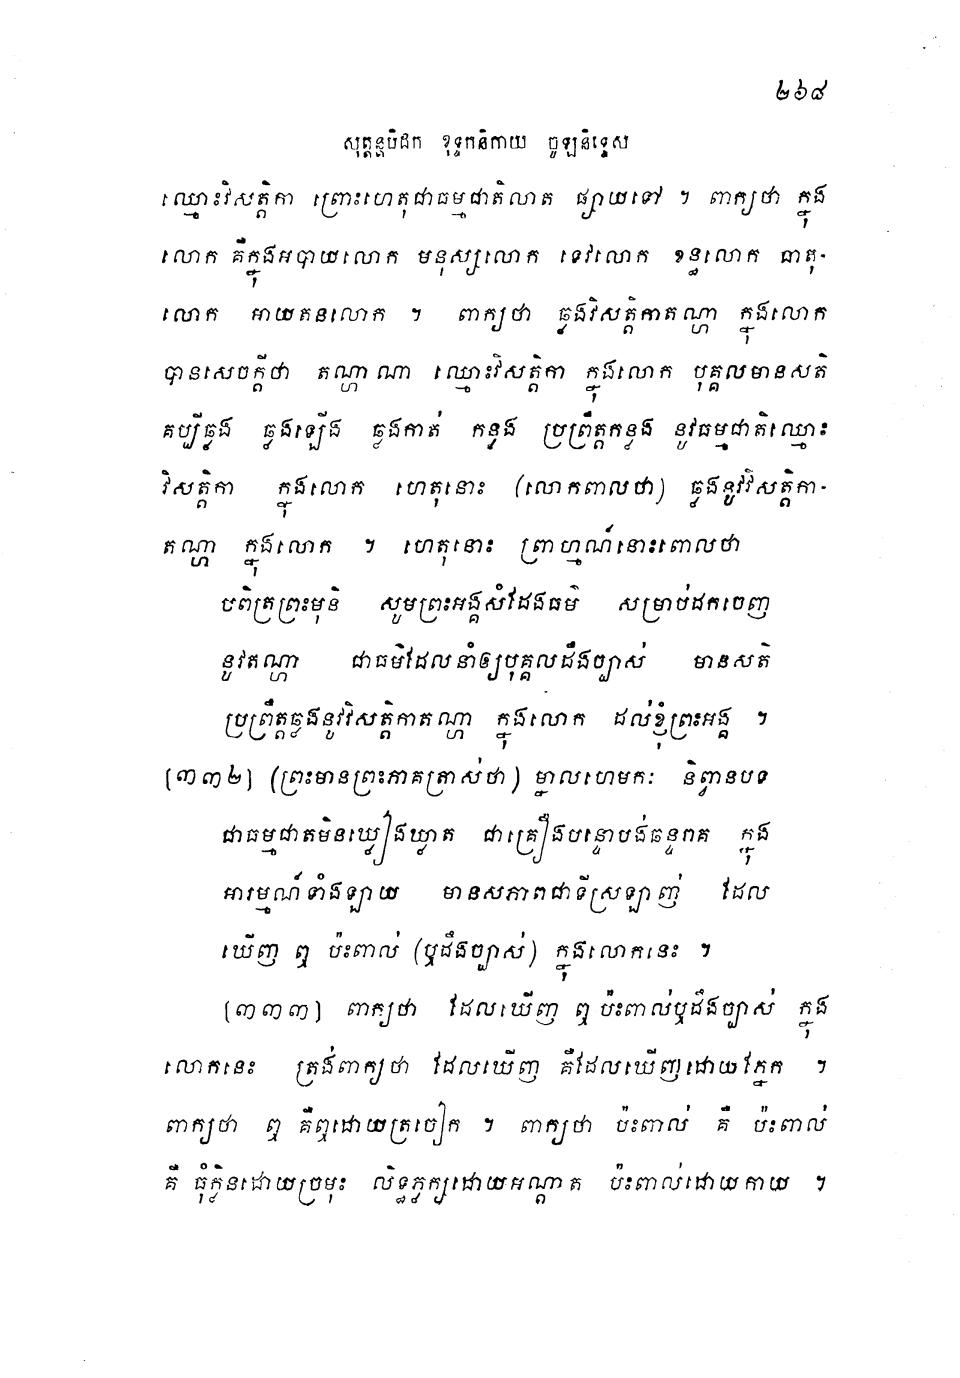 ២៦៨
សុត្តន្តបិដក ខុទ្ទកនិកាយ ចូឡនិទ្ទេស
ឈ្មោះវិសត្តិកា ព្រោះហេតុជាធម្មជាតិលាត ផ្សាយទៅ ។ ពាក្យថា ក្នុង
លោក គឺក្នុងអបាយលោក មនុស្សលោក ទេវលោក ខន្ធលោក ធាតុ-
លោក អាយតនលោក ។ ពាក្យថា ឆ្លងវិសត្តិកាតណ្ហា ក្នុងលោក
បានសេចក្តីថា តណ្ហាណា ឈ្មោះវិសត្តិកា ក្នុងលោក បុគ្គលមានសតិ
គប្បីឆ្លង ឆ្លងឡើង ឆ្លងកាត់ កន្លង ប្រព្រឹត្តកន្លង នូវធម្មជាតិឈ្មោះ
វិសត្តិកា ក្នុងលោក ហេតុនោះ (លោកពោលថា) ឆ្លងនូវវិសត្តិកា-
តណ្ហា ក្នុងលោក ។ ហេតុនោះ ព្រាហ្មណ៍នោះពោលថា
បពិត្រព្រះមុនិ សូមព្រះអង្គសំដែងធម៌ សម្រាប់ដកចេញ
នូវតណ្ហា ជាធម៌ដែលនាំឲ្យបុគ្គលដឹងច្បាស់ មានសតិ
ប្រព្រឹត្តឆ្លងនូវវិសត្តិកាតណ្ហា ក្នុងលោក ដល់ខ្ញុំព្រះអង្គ ។
[៣៣២] (ព្រះមានព្រះភាគត្រាស់ថា) ម្នាលហេមកៈ និព្វានបទ
ជាធម្មជាតមិនឃ្លៀងឃ្លាត ជាគ្រឿងបន្ទោបង់ឆន្ទរាគ ក្នុង
អារម្មណ៍ទាំងឡាយ មានសភាពជាទីស្រឡាញ់ ដែល
ឃើញ ឮ ប៉ះពាល់ (ឬដឹងច្បាស់) ក្នុងលោកនេះ ។
[៣៣៣] ពាក្យថា ដែលឃើញ ឮ ប៉ះពាល់ឬដឹងច្បាស់ ក្នុង
លោកនេះ ត្រង់ពាក្យថា ដែលឃើញ គឺដែលឃើញដោយភ្នែក ។
ពាក្យថា ឮ គឺឮដោយត្រចៀក ។ ពាក្យថា ប៉ះពាល់ គឺ ប៉ះពាល់
គឺ ធុំក្លិនដោយច្រមុះ លិទ្ធភ្លក្សដោយអណ្តាត ប៉ះពាល់ដោយកាយ ។